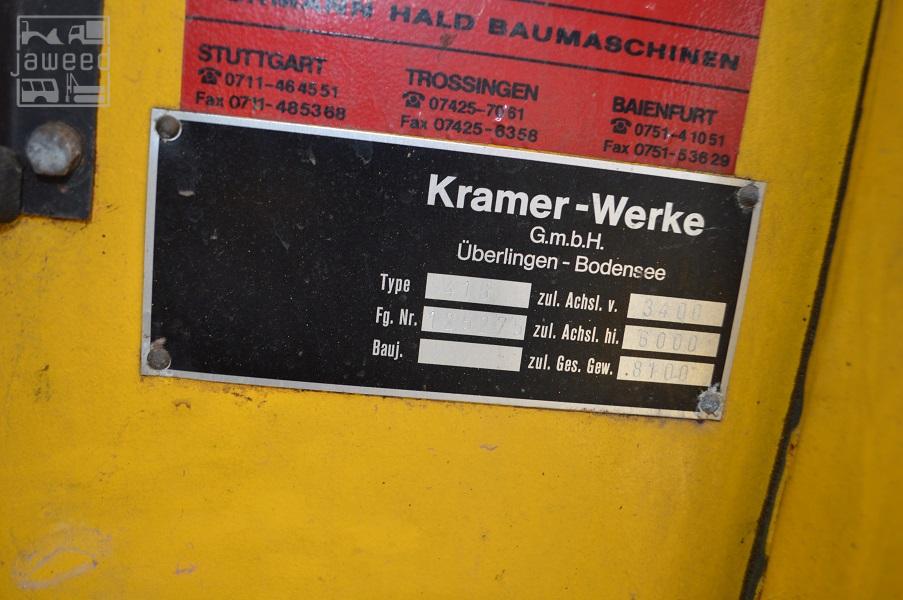 jaweed
HALD BAUMASCHINEN
STUTTGART
☎ 0711-464551
Fax 0711-485368
TROSSINGEN
☎ 07425-7061
Fax 07425-6358
BAIENFURT
☎ 0751-41051
Fax 0751-53629
Kramer-Werke
G.m.b.H.
Überlingen - Bodensee
Type zul. Achsl. v. 3400
Fg. Nr. zul. Achsl. hi. 6000
Bauj. zul. Ges. Gew. .8100